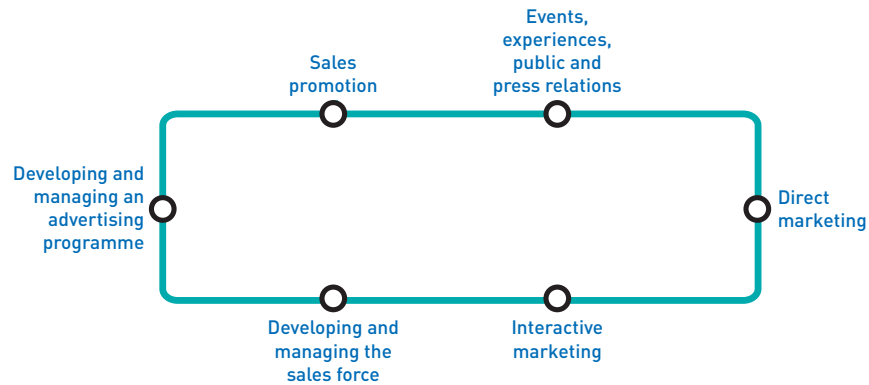 Events,
experiences,
public and
press relations
Sales
promotion
Developing and
managing an
advertising
programme
Direct
marketing
Developing and
managing the
sales force
Interactive
marketing